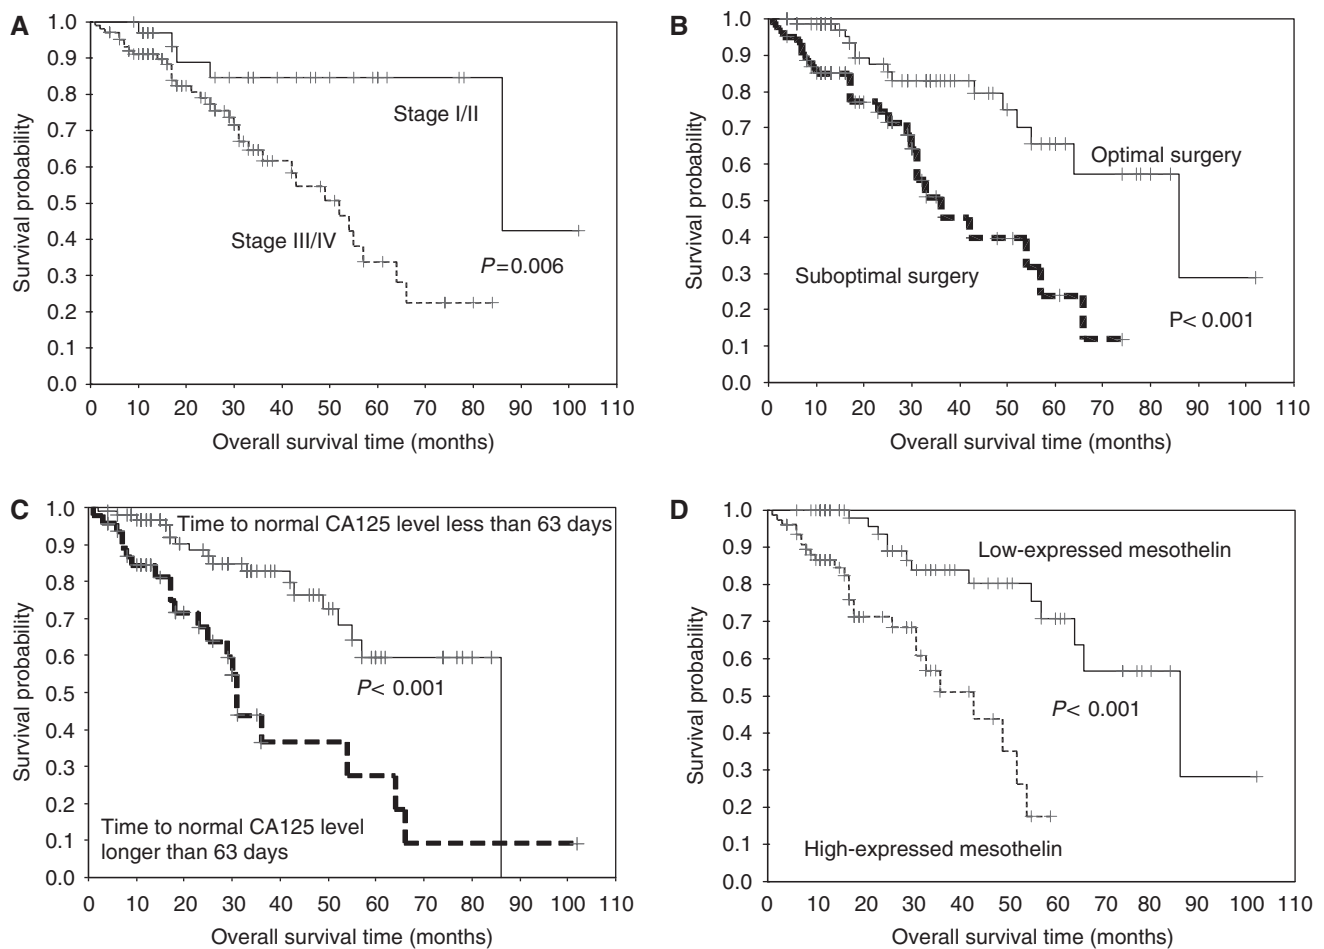 A
1.0
0.9
0.8
0.7
0.6
0.5
0.4
0.3
0.2
0.1
0.0
Survival probability
Stage I/II
Stage III/IV
P=0.006
0 10 20 30 40 50 60 70 80 90 100 110
Overall survival time (months)
B
1.0
0.9
0.8
0.7
0.6
0.5
0.4
0.3
0.2
0.1
0.0
Survival probability
Optimal surgery
Suboptimal surgery
P< 0.001
0 10 20 30 40 50 60 70 80 90 100 110
Overall survival time (months)
C
1.0
0.9
0.8
0.7
0.6
0.5
0.4
0.3
0.2
0.1
0.0
Survival probability
Time to normal CA125 level less than 63 days
P< 0.001
Time to normal CA125 level
longer than 63 days
0 10 20 30 40 50 60 70 80 90 100 110
Overall survival time (months)
D
1.0
0.9
0.8
0.7
0.6
0.5
0.4
0.3
0.2
0.1
0.0
Survival probability
Low-expressed mesothelin
P< 0.001
High-expressed mesothelin
0 10 20 30 40 50 60 70 80 90 100 110
Overall survival time (months)